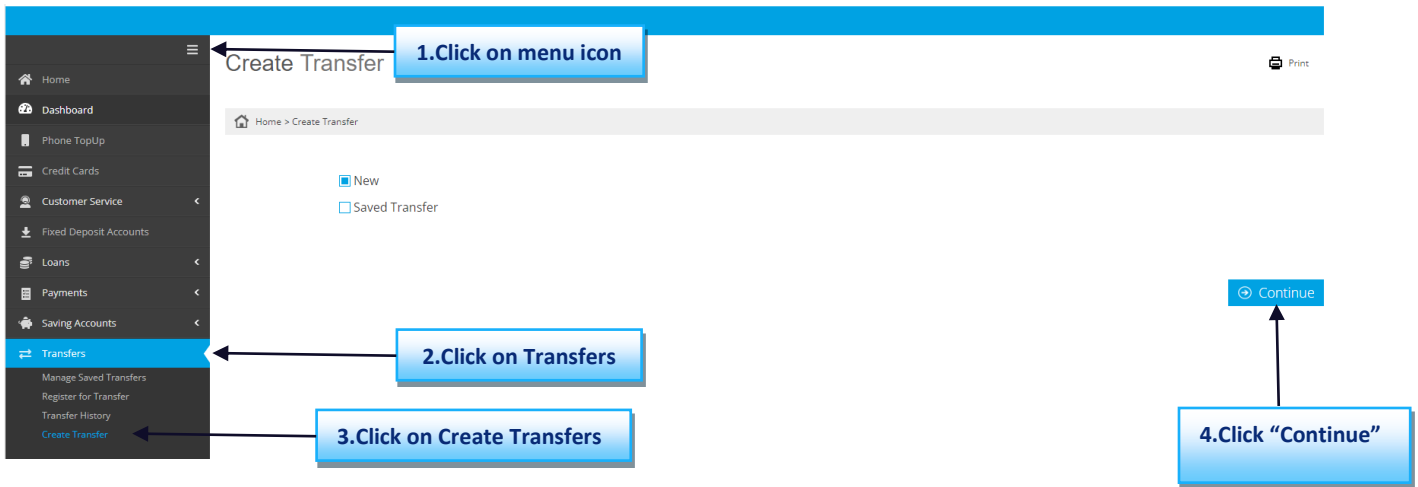 1.Click on menu icon
Create Transfer
Print
Home
Dashboard
Home > Create Transfer
Phone TopUp
Credit Cards
New
Customer Service
Saved Transfer
Fixed Deposit Accounts
Loans
Payments
Continue
Saving Accounts
Transfers
2.Click on Transfers
Manage Saved Transfers
Register for Transfer
Transfer History
Create Transfer
3.Click on Create Transfers
4.Click “Continue”